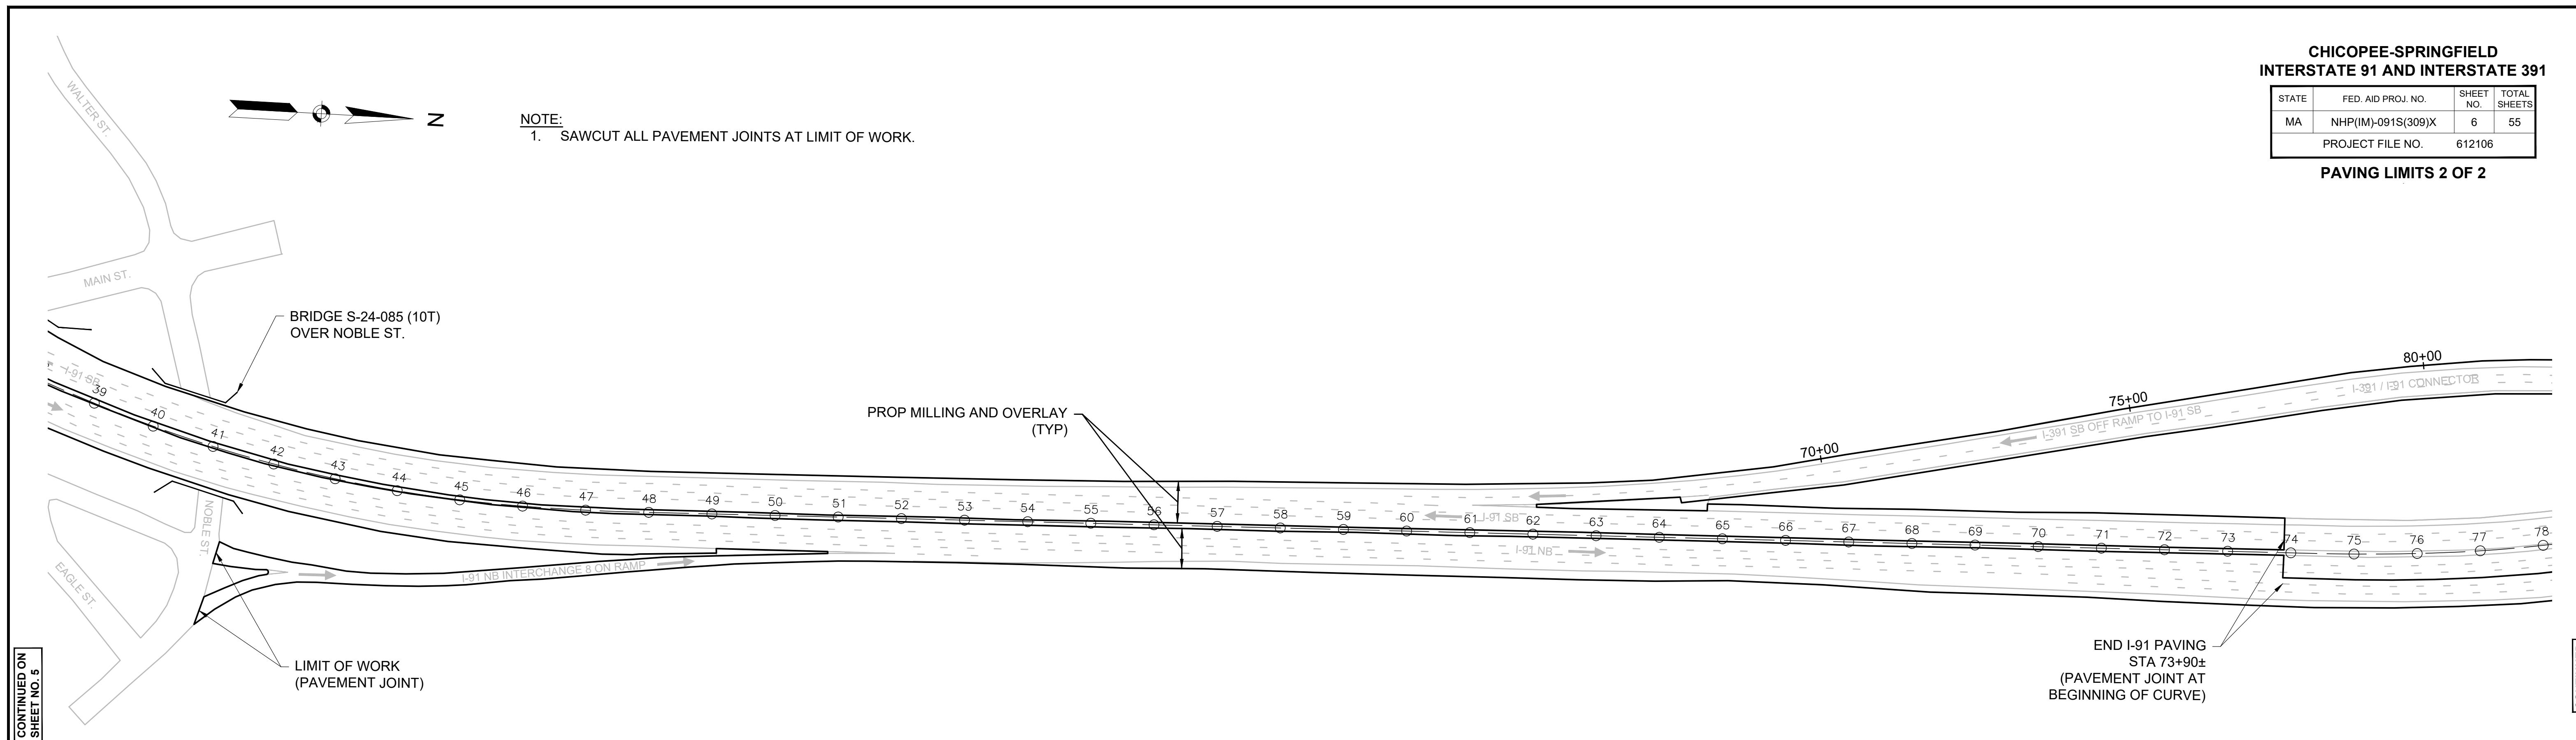 CHICOPEE-SPRINGFIELD
INTERSTATE 91 AND INTERSTATE 391
STATE FED. AID PROJ. NO. SHEET NO. TOTAL SHEETS
MA NHP(IM)-091S(309)X 6 55
PROJECT FILE NO. 612106
PAVING LIMITS 2 OF 2
WALTER ST.
N
NOTE:
1. SAWCUT ALL PAVEMENT JOINTS AT LIMIT OF WORK.
MAIN ST.
BRIDGE S-24-085 (10T)
OVER NOBLE ST.
80+00
I-391 / I-91 CONNECTOR
75+00
I-391 SB OFF RAMP TO I-91 SB
70+00
I-91 SB
PROP MILLING AND OVERLAY
(TYP)
39 40 41 42 43 44 45 46 47 48 49 50 51 52 53 54 55 56 57 58 59 60 61 62 63 64 65 66 67 68 69 70 71 72 73 74 75 76 77 78
I-91 SB
I-91 NB
NOBLE ST.
I-91 NB INTERCHANGE 8 ON RAMP
EAGLE ST.
LIMIT OF WORK
(PAVEMENT JOINT)
END I-91 PAVING
STA 73+90±
(PAVEMENT JOINT AT
BEGINNING OF CURVE)
CONTINUED ON
SHEET NO. 5